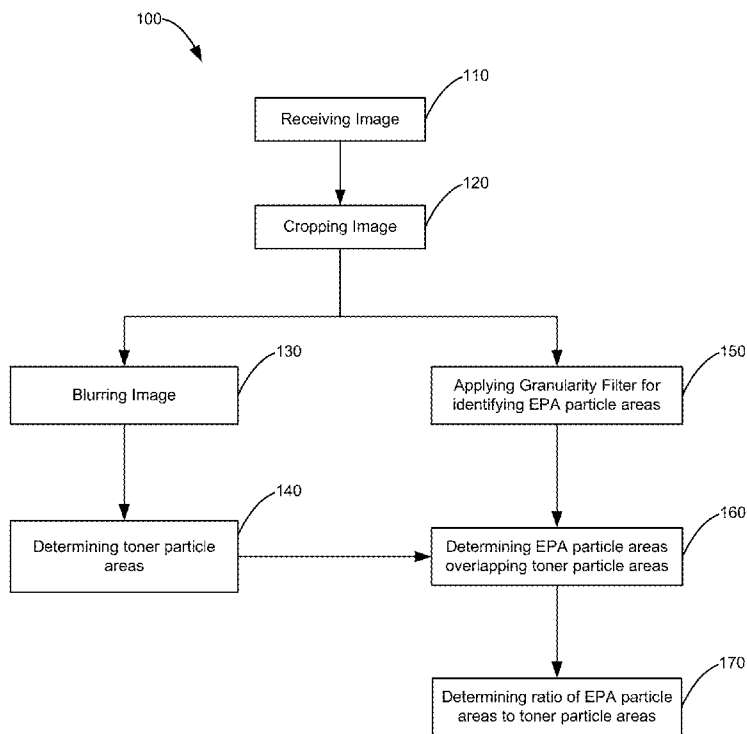 100
110
Receiving Image
120
Cropping Image
130
Blurring Image
150
Applying Granularity Filter for
identifying EPA particle areas
140
Determining toner particle
areas
160
Determining EPA particle areas
overlapping toner particle areas
170
Determining ratio of EPA particle
areas to toner particle areas